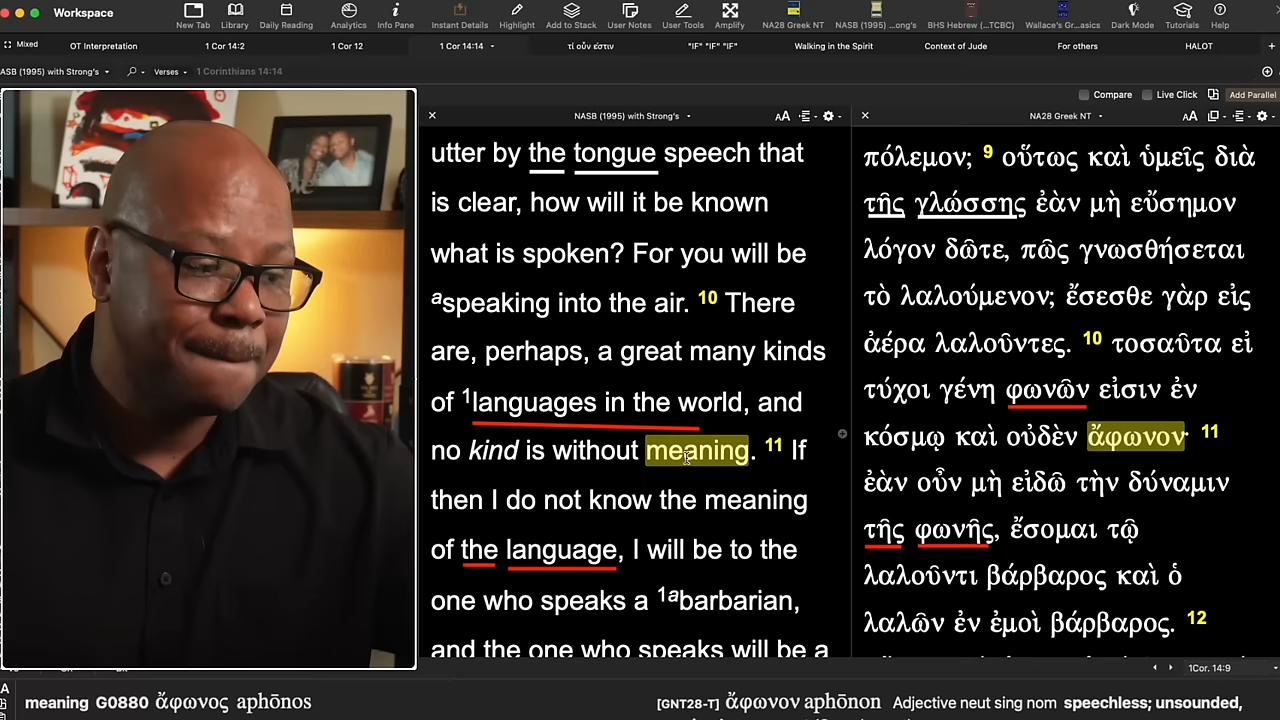 Workspace
New Tab Library Daily Reading Analytics Info Pane Instant Details Highlight Add to Stack User Notes User Tools Amplify NA28 Greek NT NASB (1995) ...ong's BHS Hebrew (...TCBC) Wallace's Gr...asics Dark Mode Tutorials Help
Mixed OT Interpretation 1 Cor 14:2 1 Cor 12 1 Cor 14:14 τί οὖν ἐστιν "IF" "IF" "IF" Walking in the Spirit Context of Jude For others HALOT
ASB (1995) with Strong's Verses 1 Corinthians 14:14
Compare Live Click Add Parallel
NASB (1995) with Strong's
utter by the tongue speech that
is clear, how will it be known
what is spoken? For you will be
aspeaking into the air. 10 There
are, perhaps, a great many kinds
of 1languages in the world, and
no kind is without meaning. 11 If
then I do not know the meaning
of the language, I will be to the
one who speaks a 1abarbarian,
and the one who speaks will be a
NA28 Greek NT
πόλεμον; 9 οὕτως καὶ ὑμεῖς διὰ
τῆς γλώσσης ἐὰν μὴ εὔσημον
λόγον δῶτε, πῶς γνωσθήσεται
τὸ λαλούμενον; ἔσεσθε γὰρ εἰς
ἀέρα λαλοῦντες. 10 τοσαῦτα εἰ
τύχοι γένη φωνῶν εἰσιν ἐν
κόσμῳ καὶ οὐδὲν ἄφωνον· 11
ἐὰν οὖν μὴ εἰδῶ τὴν δύναμιν
τῆς φωνῆς, ἔσομαι τῷ
λαλοῦντι βάρβαρος καὶ ὁ
λαλῶν ἐν ἐμοὶ βάρβαρος. 12
1Cor. 14:9
meaning G0880 ἄφωνος aphōnos
[GNT28-T] ἄφωνον aphōnon Adjective neut sing nom speechless; unsounded,